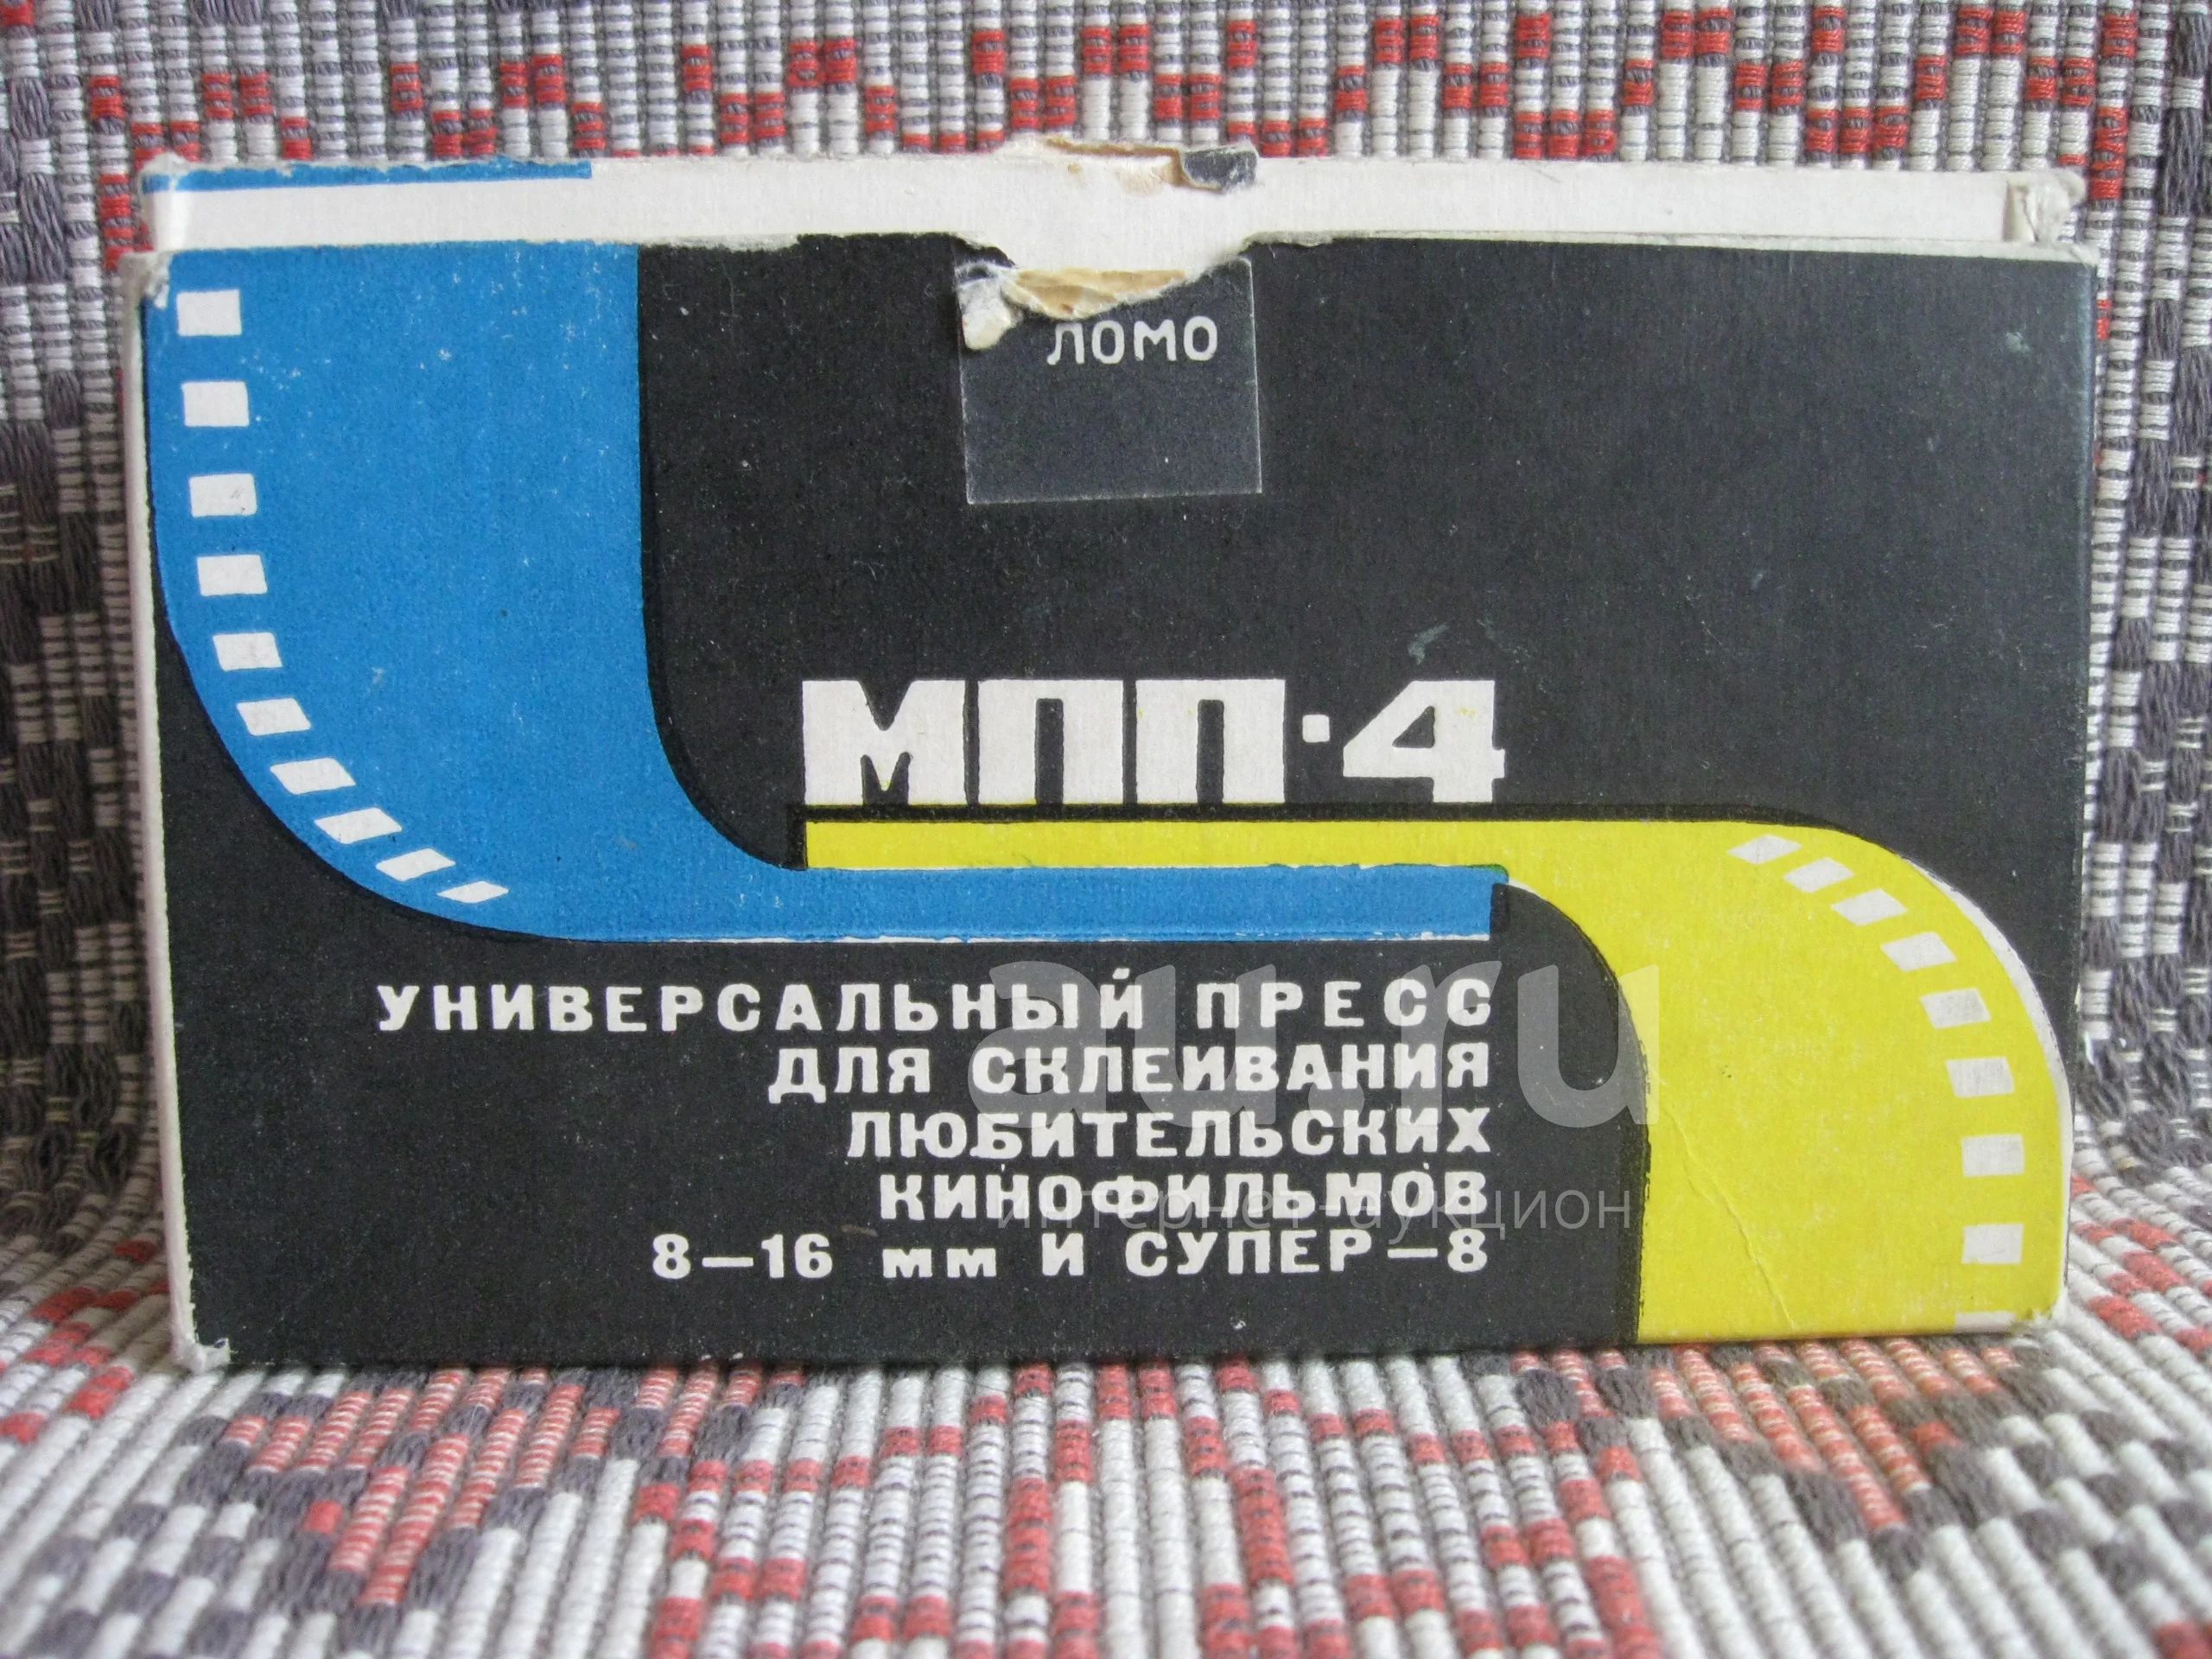 ЛОМО
МПП-4
УНИВЕРСАЛЬНЫЙ ПРЕСС
ДЛЯ СКЛЕИВАНИЯ
ЛЮБИТЕЛЬСКИХ
КИНОФИЛЬМОВ
8—16 мм И СУПЕР—8
au.ru
интернет-аукцион